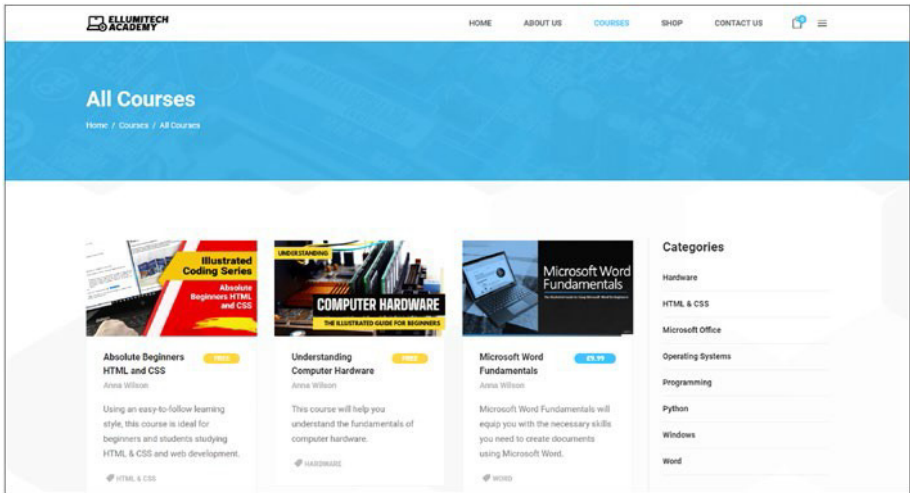 ELLUMITECH
ACADEMY
HOME ABOUT US COURSES SHOP CONTACT US
All Courses
Home / Courses / All Courses
Illustrated
Coding Series
Absolute
Beginners HTML
and CSS
Absolute Beginners FREE
HTML and CSS
Anna Wilson
Using an easy-to-follow learning
style, this course is ideal for
beginners and students studying
HTML & CSS and web development.
HTML & CSS
UNDERSTANDING
COMPUTER HARDWARE
THE ILLUSTRATED GUIDE FOR BEGINNERS
Understanding FREE
Computer Hardware
Anna Wilson
This course will help you
understand the fundamentals of
computer hardware.
HARDWARE
Microsoft Word
Fundamentals
Microsoft Word £9.99
Fundamentals
Anna Wilson
Microsoft Word Fundamentals will
equip you with the necessary skills
you need to create documents
using Microsoft Word.
WORD
Categories
Hardware
HTML & CSS
Microsoft Office
Operating Systems
Programming
Python
Windows
Word